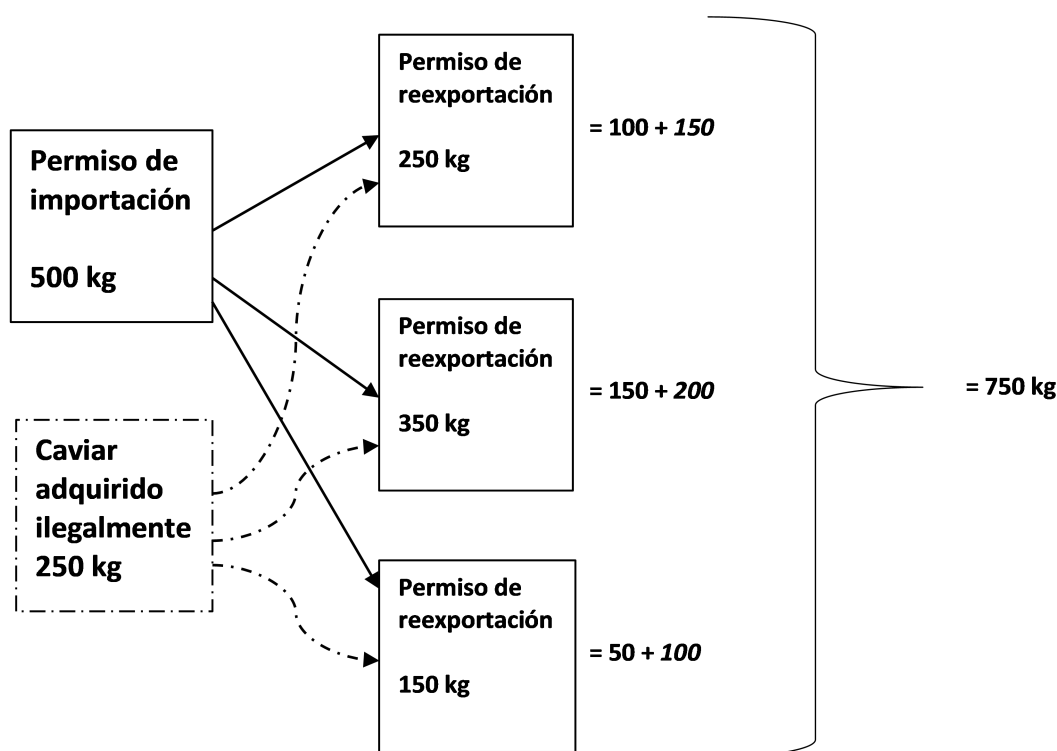 Permiso de
importación
500 kg
Caviar
adquirido
ilegalmente
250 kg
Permiso de
reexportación
250 kg
= 100 + 150
Permiso de
reexportación
350 kg
= 150 + 200
Permiso de
reexportación
150 kg
= 50 + 100
= 750 kg